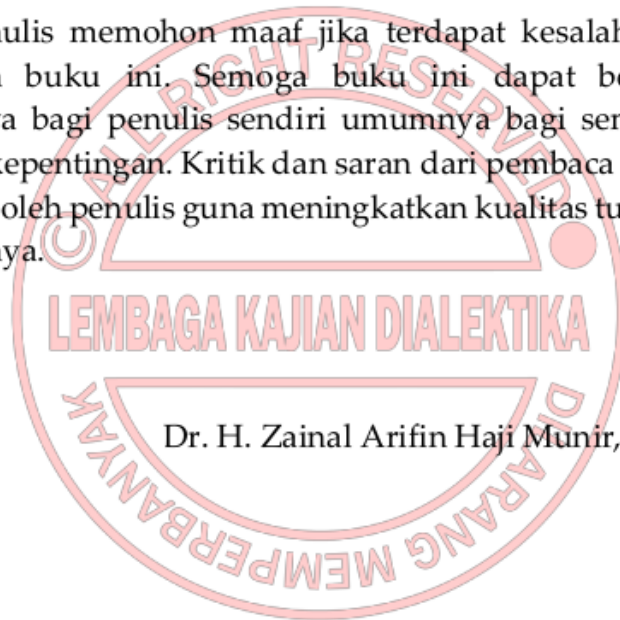 nulis memohon maaf jika terdapat kesalah
buku ini. Semoga buku ini dapat be
a bagi penulis sendiri umumnya bagi sem
kepentingan. Kritik dan saran dari pembaca
oleh penulis guna meningkatkan kualitas tu
nya.
© ALL RIGHT RESERVED
LEMBAGA KAJIAN DIALEKTIKA
Dr. H. Zainal Arifin Haji Munir,
DILARANG MEMPERBANYAK